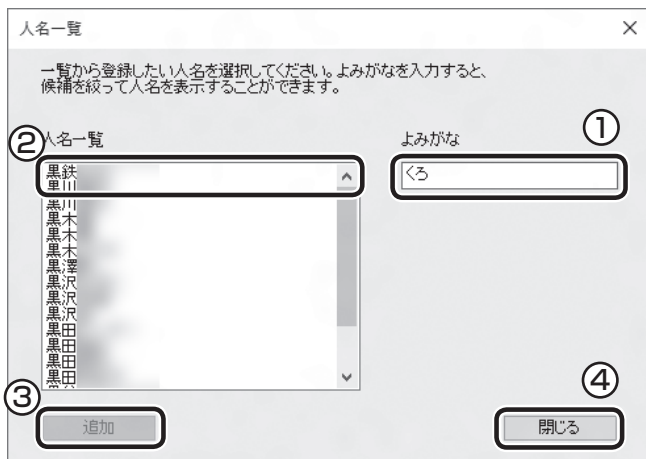 人名一覧
一覧から登録したい人名を選択してください。よみがなを入力すると、
候補を絞って人名を表示することができます。
① よみがな
くろ
② 人名一覧
黒鉄
黒川
黒川
黒木
黒木
黒木
黒澤
黒沢
黒沢
黒沢
黒田
黒田
黒田
黒田
③ 追加
④ 閉じる